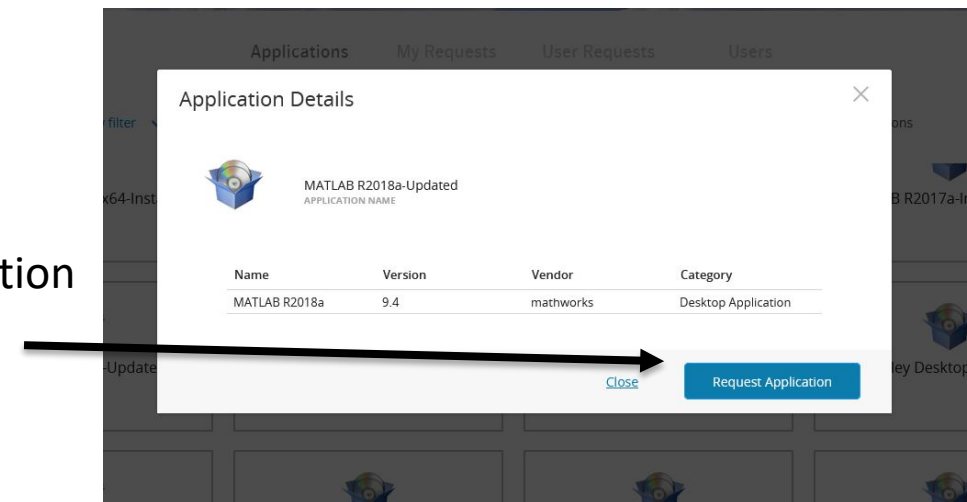 Applications My Requests User Requests Users
Application Details
filter
ons
x64-Inst
MATLAB R2018a-Updated
APPLICATION NAME
B R2017a-I
tion
Name Version Vendor Category
MATLAB R2018a 9.4 mathworks Desktop Application
-Update
ley Desktop
Close Request Application